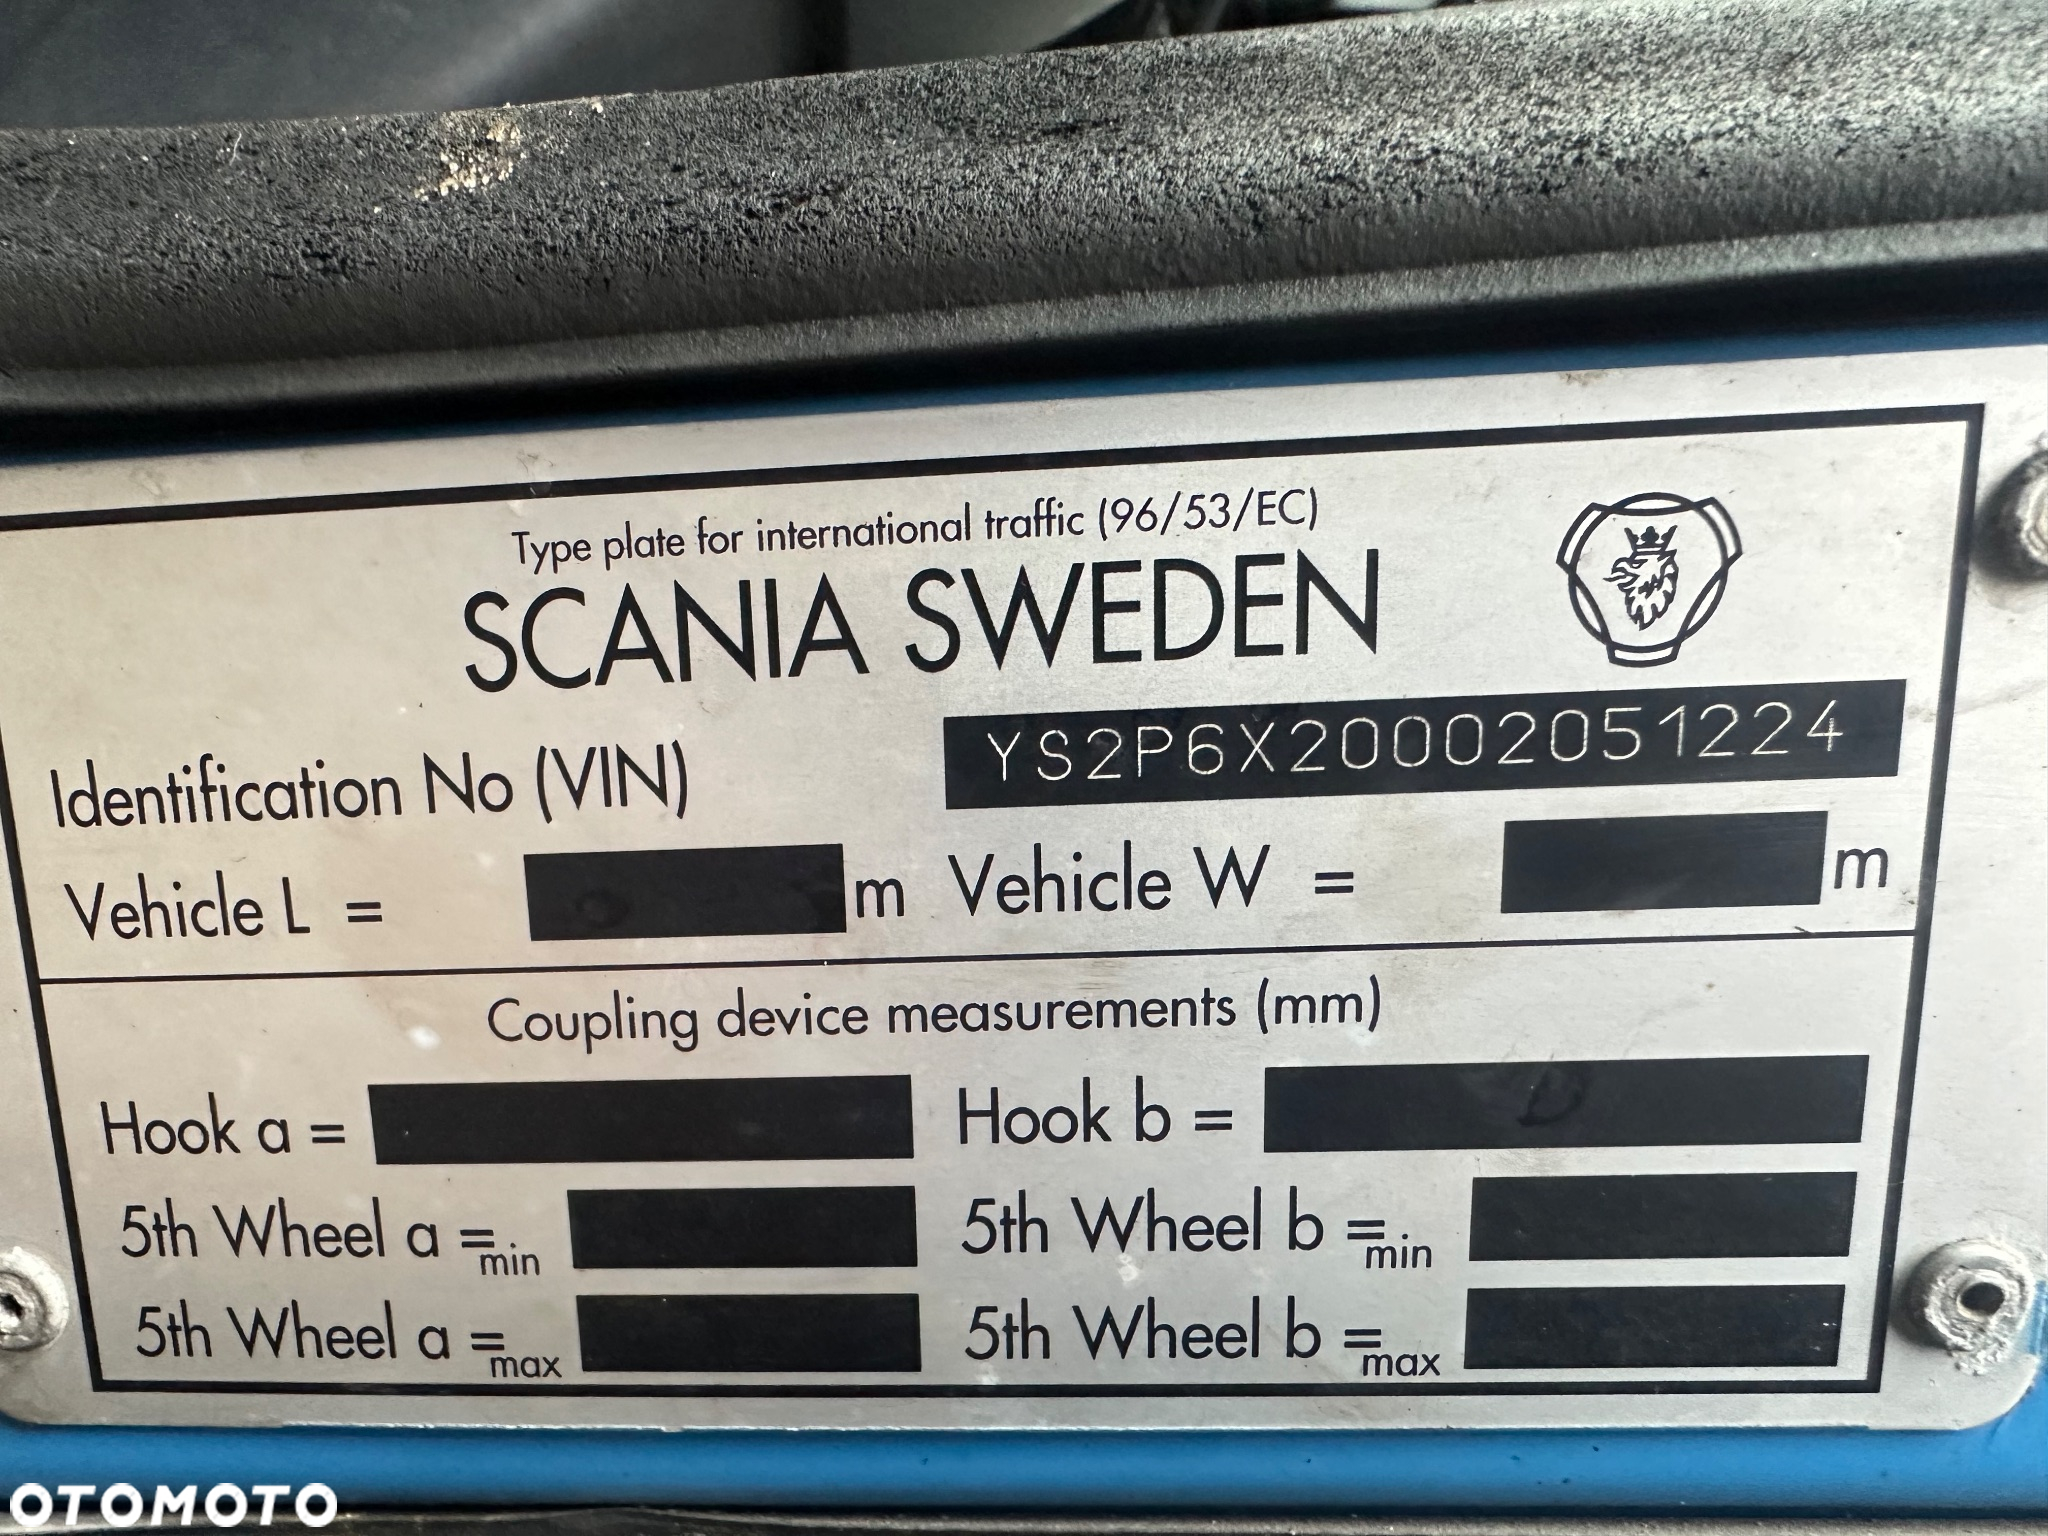 Type plate for international traffic (96/53/EC)
SCANIA SWEDEN
Identification No (VIN) YS2P6X20002051224
Vehicle L = m Vehicle W = m
Coupling device measurements (mm)
Hook a = Hook b =
5th Wheel a =min 5th Wheel b =min
5th Wheel a =max 5th Wheel b =max
OTOMOTO